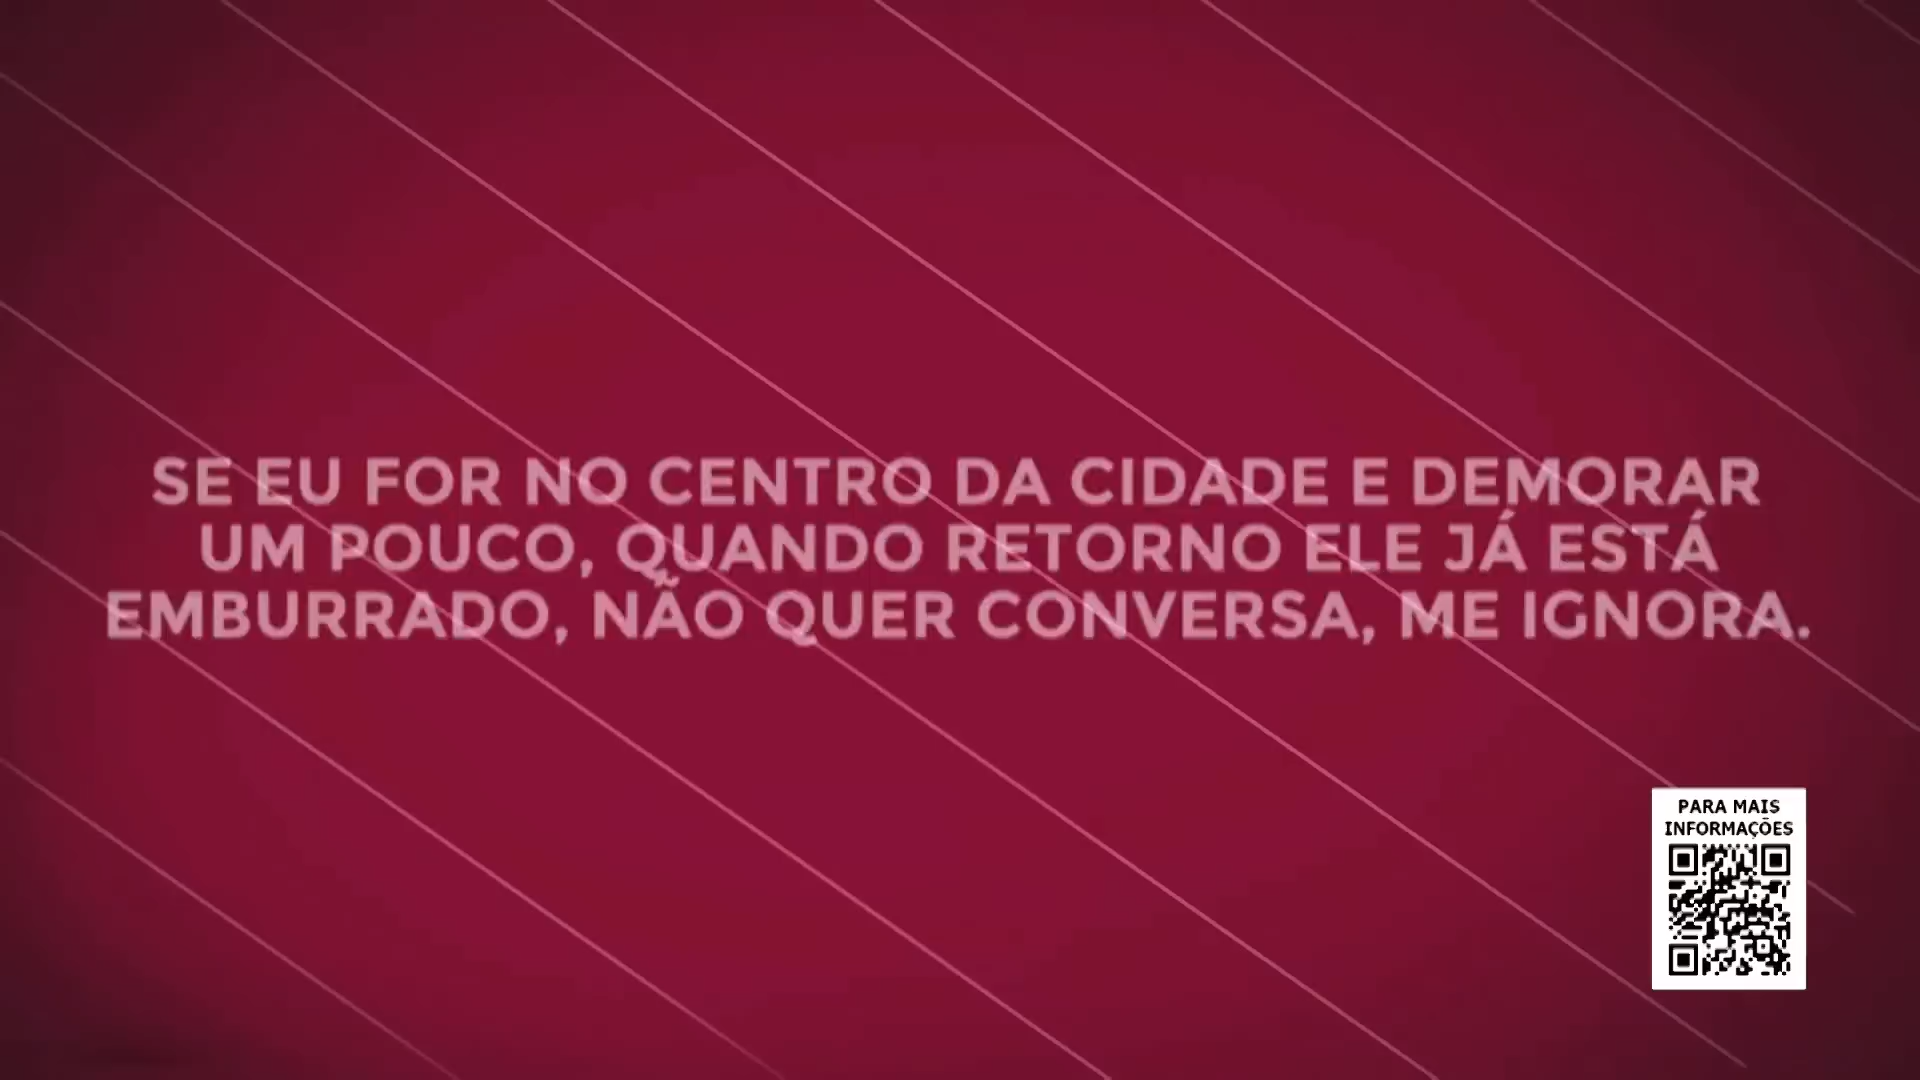 SE EU FOR NO CENTRO DA CIDADE E DEMORAR
UM POUCO, QUANDO RETORNO ELE JÁ ESTÁ
EMBURRADO, NÃO QUER CONVERSA, ME IGNORA.
PARA MAIS
INFORMAÇÕES